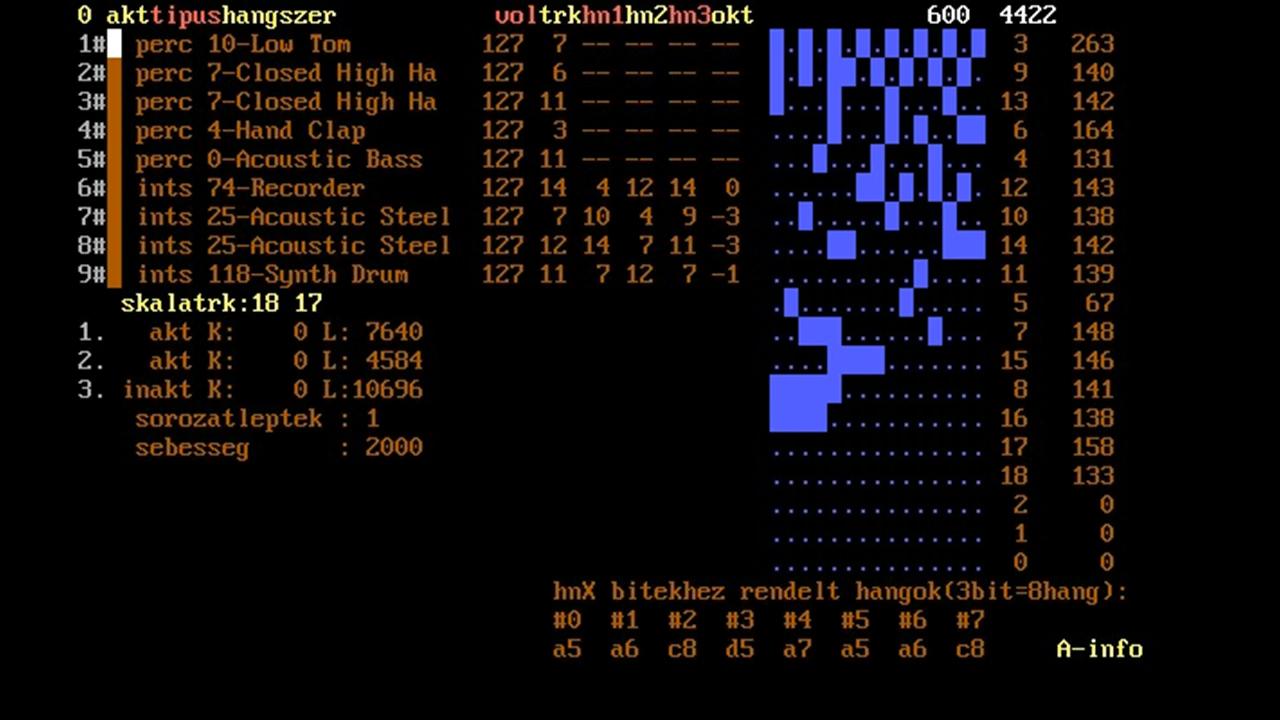 0 akttipushangszer voltrkhn1hn2hn3okt 600 4422
1# perc 10-Low Tom 127 7 -- -- -- -- 3 263
2# perc 7-Closed High Ha 127 6 -- -- -- -- 9 140
3# perc 7-Closed High Ha 127 11 -- -- -- -- 13 142
4# perc 4-Hand Clap 127 3 -- -- -- -- 6 164
5# perc 0-Acoustic Bass 127 11 -- -- -- -- 4 131
6# ints 74-Recorder 127 14 4 12 14 0 12 143
7# ints 25-Acoustic Steel 127 7 10 4 9 -3 10 138
8# ints 25-Acoustic Steel 127 12 14 7 11 -3 14 142
9# ints 118-Synth Drum 127 11 7 12 7 -1 11 139
skalatrk:18 17 5 67
1. akt K: 0 L: 7640 7 148
2. akt K: 0 L: 4584 15 146
3. inakt K: 0 L:10696 8 141
sorozatleptek : 1 16 138
sebesseg : 2000 17 158
18 133
2 0
1 0
0 0
hnX bitekhez rendelt hangok(3bit=8hang):
#0 #1 #2 #3 #4 #5 #6 #7
a5 a6 c8 d5 a7 a5 a6 c8 A-info